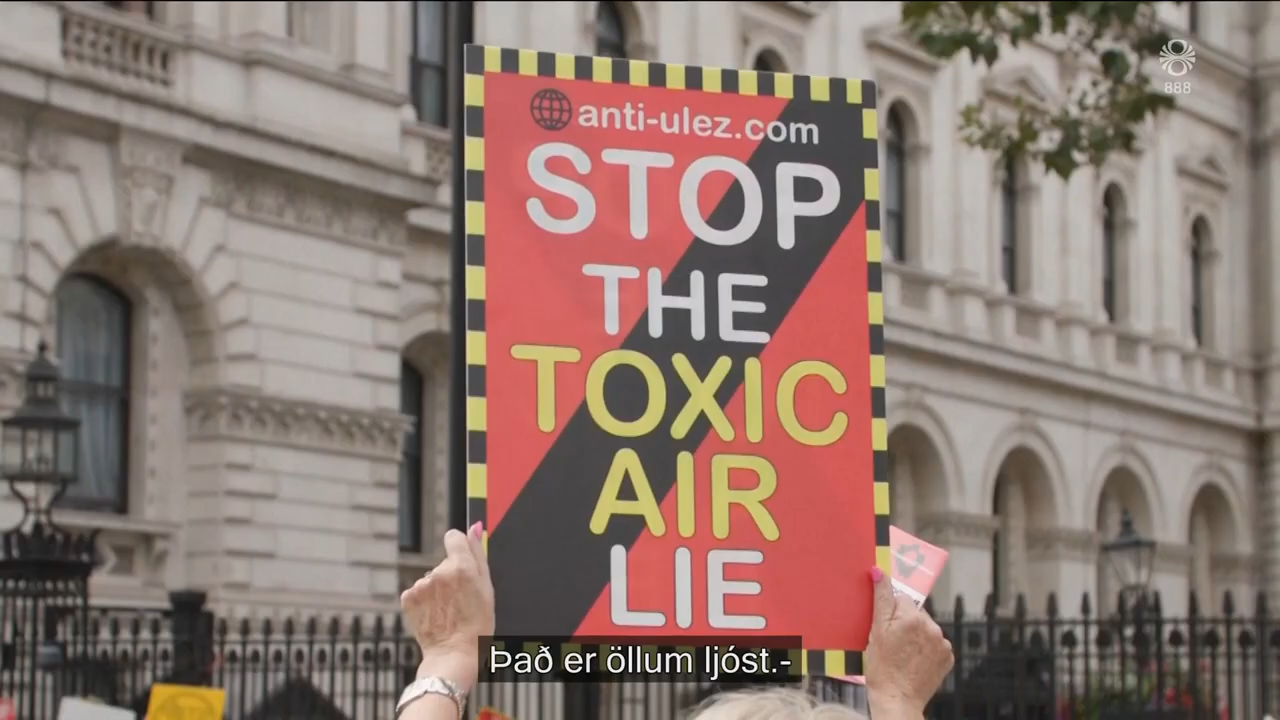 888
anti-ulez.com
STOP
THE
TOXIC
AIR
LIE
Það er öllum ljóst.-